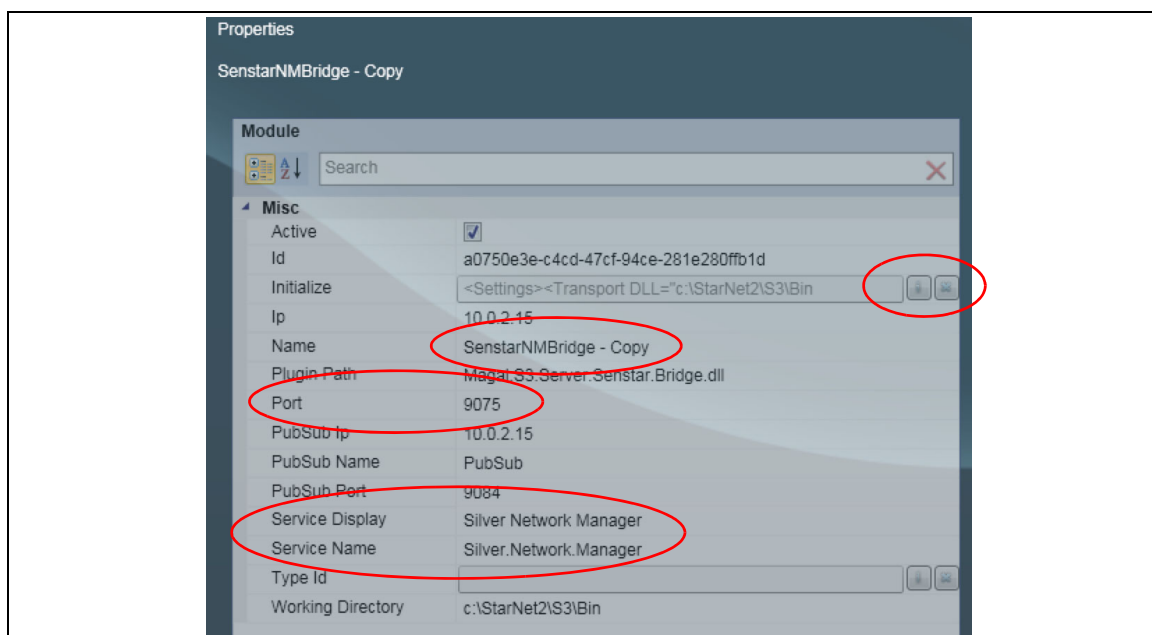 Properties
SenstarNMBridge - Copy
Module
Search
Misc
Active
Id a0750e3e-c4cd-47cf-94ce-281e280ffb1d
Initialize <Settings><Transport DLL="c:\StarNet2\S3\Bin
Ip 10.0.2.15
Name SenstarNMBridge - Copy
Plugin Path Magal.S3.Server.Senstar.Bridge.dll
Port 9075
PubSub Ip 10.0.2.15
PubSub Name PubSub
PubSub Port 9084
Service Display Silver Network Manager
Service Name Silver.Network.Manager
Type Id
Working Directory c:\StarNet2\S3\Bin